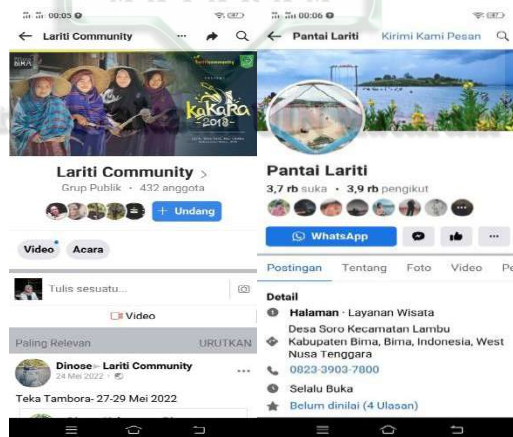 00:05
Lariti Community
kaKaRa
-2018-
Lariti Community >
Grup Publik • 432 anggota
+ Undang
Video
Acara
Tulis sesuatu...
Video
Paling Relevan
URUTKAN
Dinose ▸ Lariti Community
24 Mei 2022
Teka Tambora- 27-29 Mei 2022
00:06
Pantai Lariti
Kirimi Kami Pesan
Pantai Lariti
3,7 rb suka • 3,9 rb pengikut
WhatsApp
Postingan Tentang Foto Video Pe
Detail
Halaman · Layanan Wisata
Desa Soro Kecamatan Lambu
Kabupaten Bima, Bima, Indonesia, West
Nusa Tenggara
0823-3903-7800
Selalu Buka
Belum dinilai (4 Ulasan)